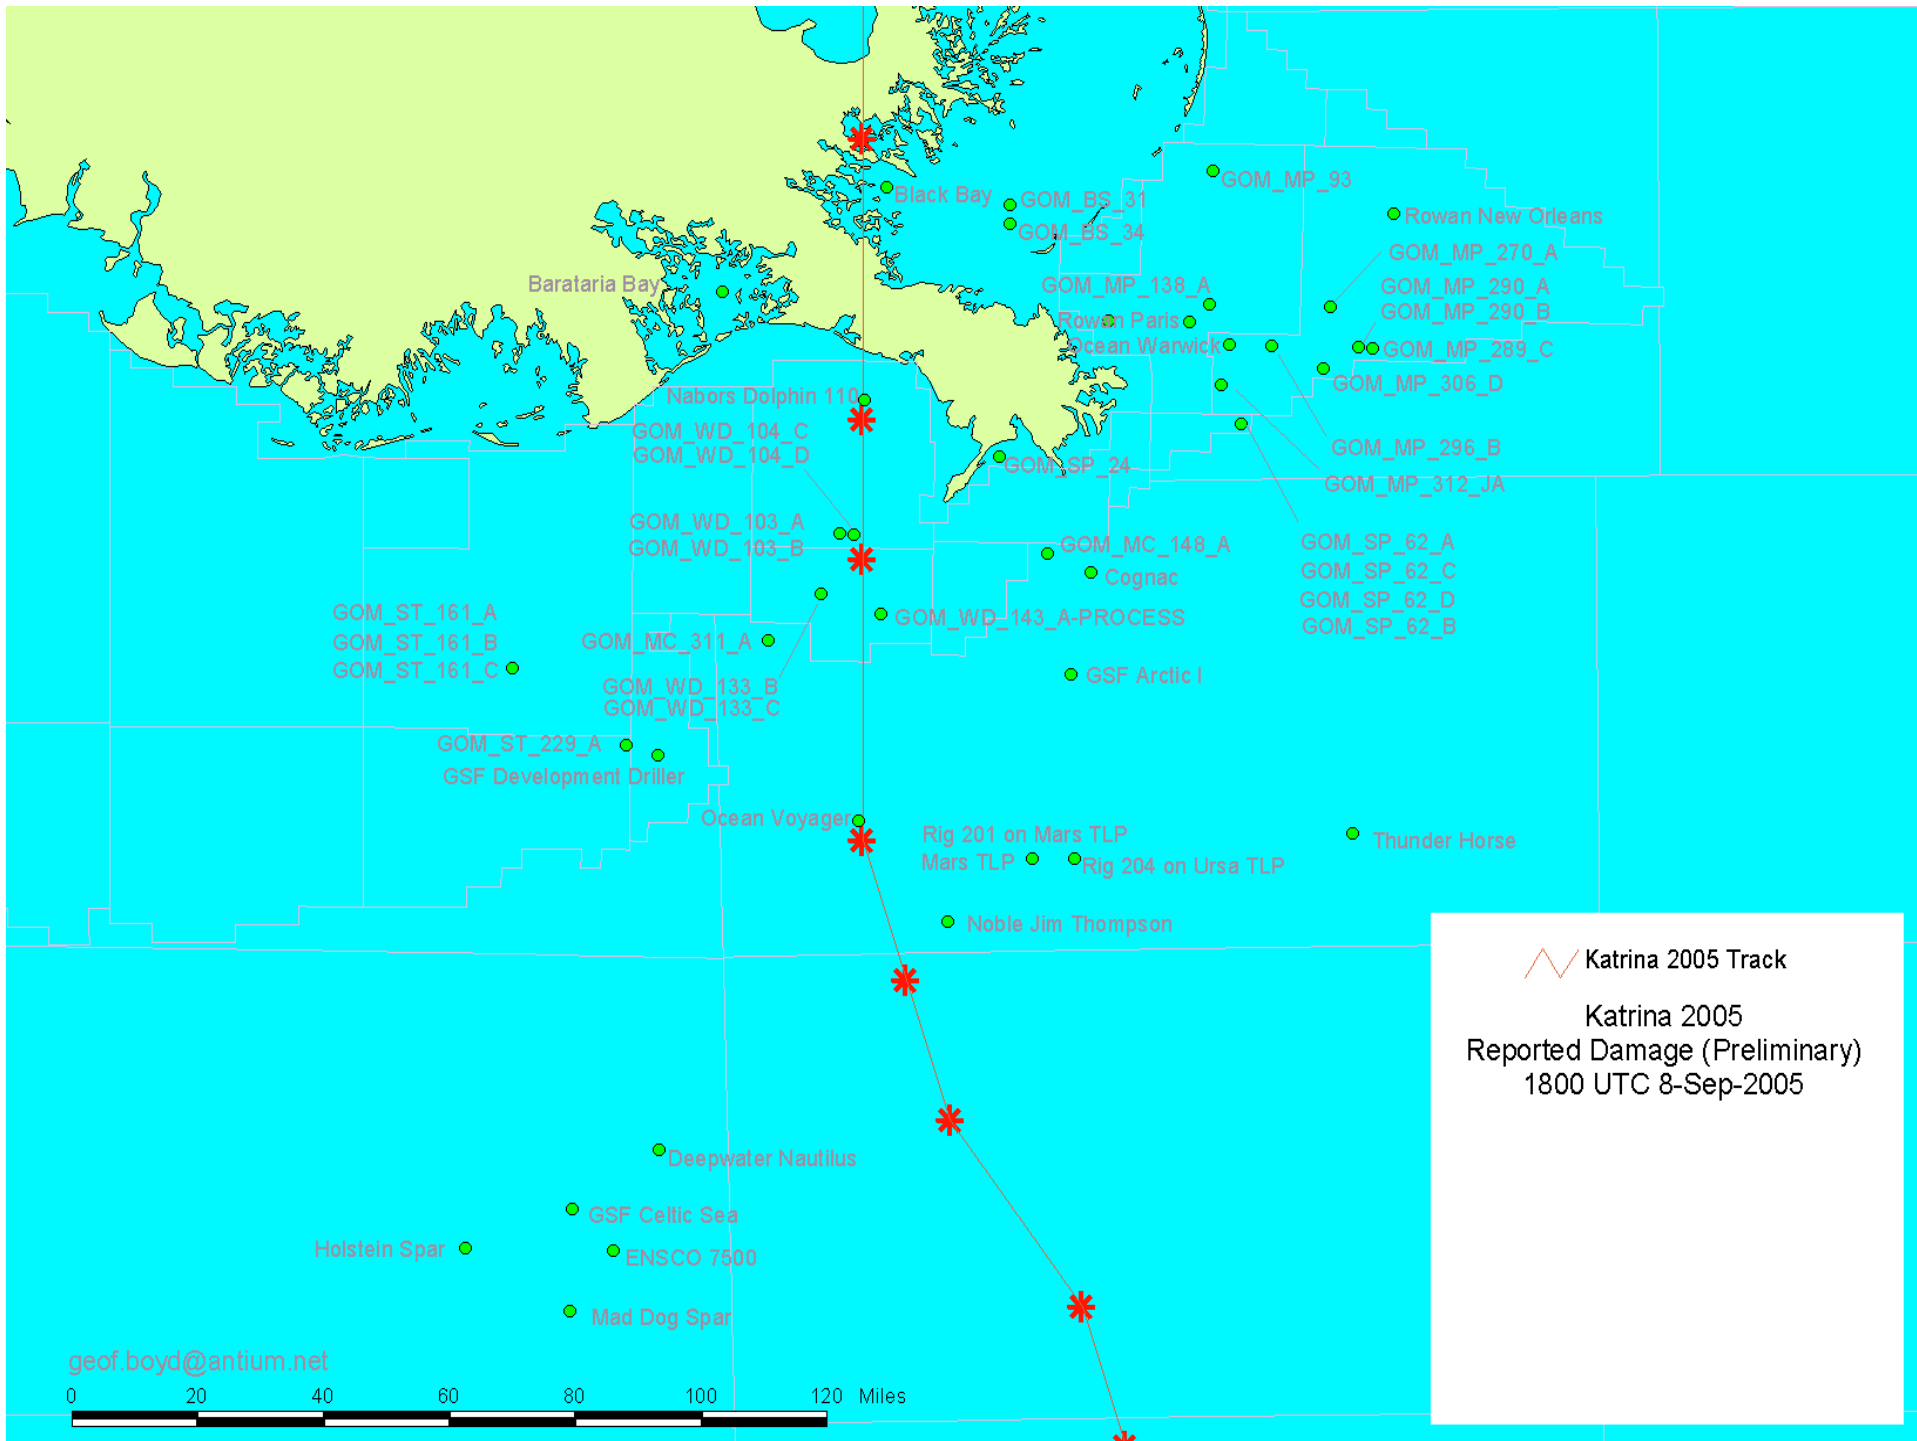 GOM_MP_93
Black Bay
GOM_BS_31
Rowan New Orleans
GOM_BS_34
GOM_MP_270_A
Barataria Bay
GOM_MP_138_A
GOM_MP_290_A
GOM_MP_290_B
Rowan Paris
Ocean Warwick
GOM_MP_289_C
GOM_MP_306_D
Nabors Dolphin 110
GOM_WD_104_C
GOM_WD_104_D
GOM_MP_296_B
GOM_SP_24
GOM_MP_312_JA
GOM_WD_103_A
GOM_WD_103_B
GOM_MC_148_A
GOM_SP_62_A
Cognac
GOM_SP_62_C
GOM_SP_62_D
GOM_SP_62_B
GOM_ST_161_A
GOM_ST_161_B
GOM_ST_161_C
GOM_WD_143_A-PROCESS
GOM_MC_311_A
GSF Arctic I
GOM_WD_133_B
GOM_WD_133_C
GOM_ST_229_A
GSF Development Driller
Ocean Voyager
Rig 201 on Mars TLP
Mars TLP
Rig 204 on Ursa TLP
Thunder Horse
Noble Jim Thompson
Katrina 2005 Track
Katrina 2005
Reported Damage (Preliminary)
1800 UTC 8-Sep-2005
Deepwater Nautilus
GSF Celtic Sea
Holstein Spar
ENSCO 7500
Mad Dog Spar
geof.boyd@antium.net
0 20 40 60 80 100 120 Miles